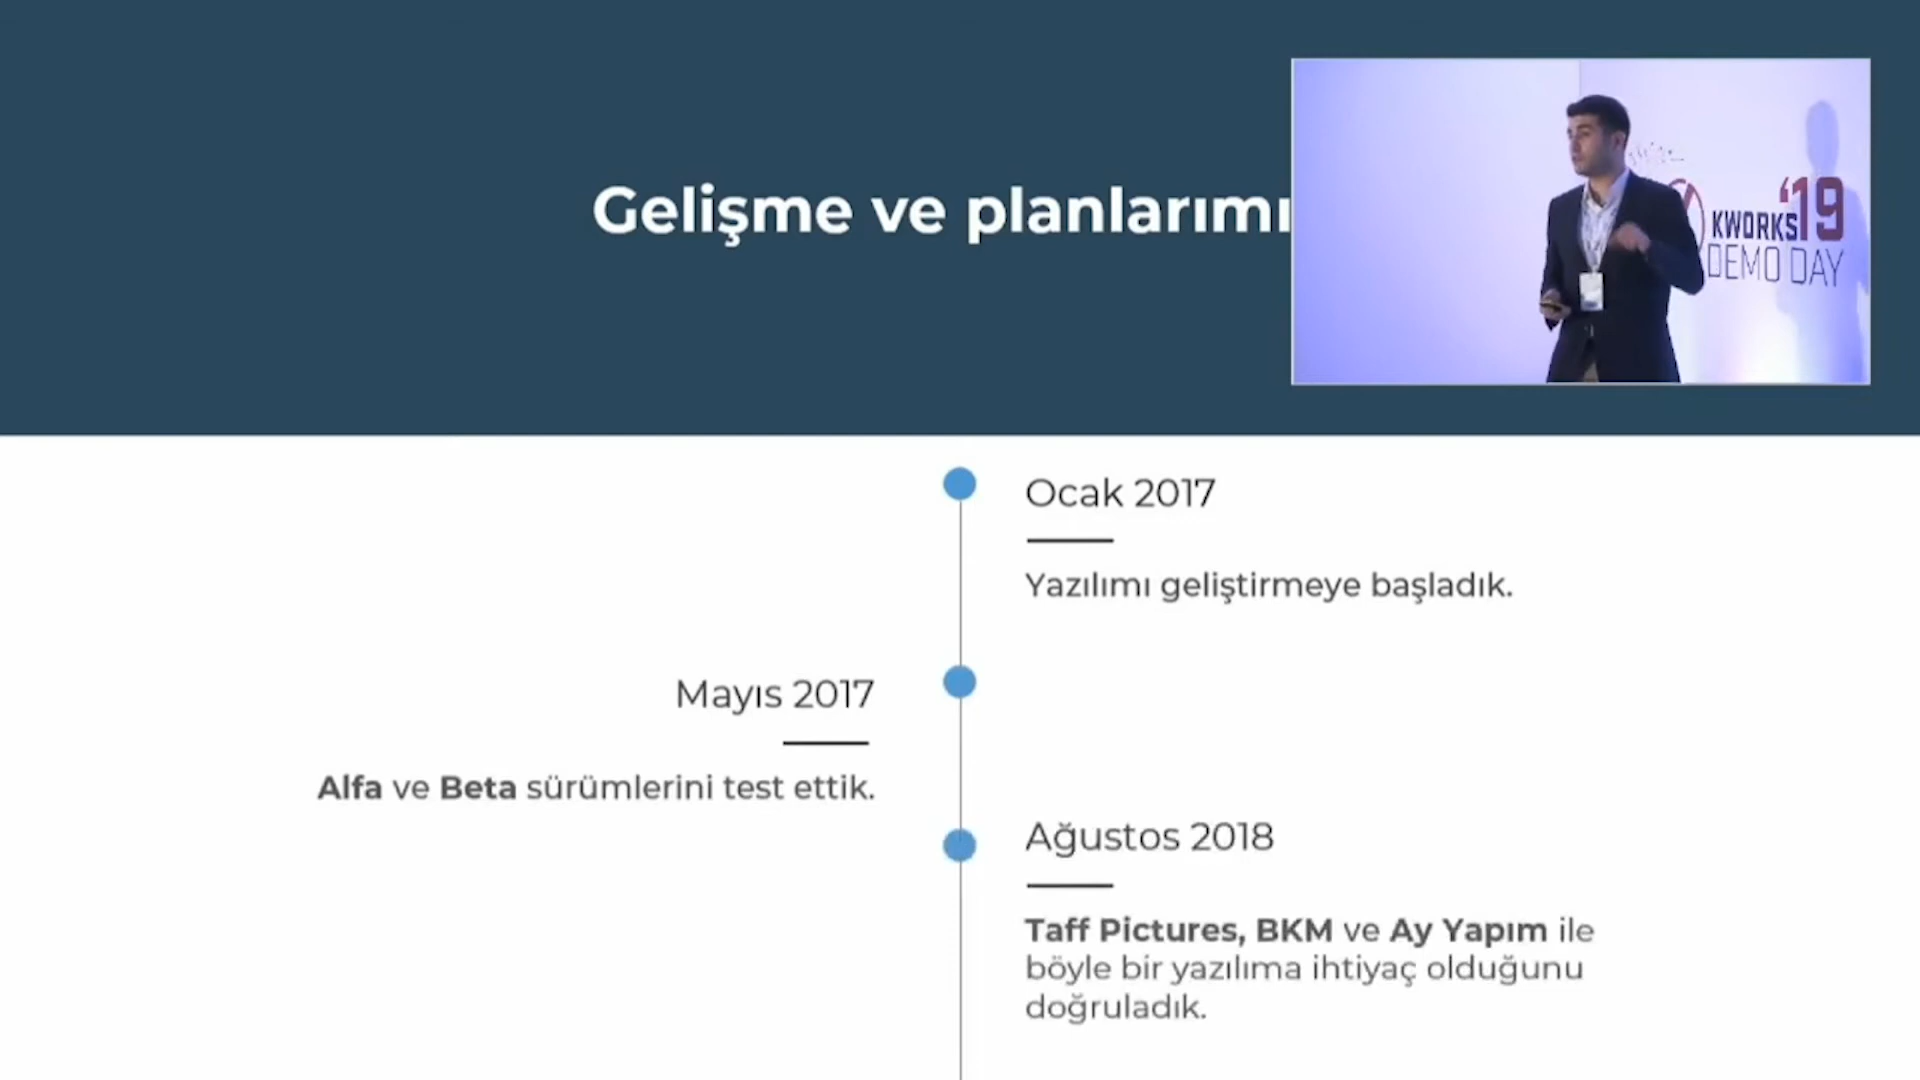 Gelişme ve planlarımı
KWORKS'19
DEMO DAY
Ocak 2017
Yazılımı geliştirmeye başladık.
Mayıs 2017
Alfa ve Beta sürümlerini test ettik.
Ağustos 2018
Taff Pictures, BKM ve Ay Yapım ile
böyle bir yazılıma ihtiyaç olduğunu
doğruladık.